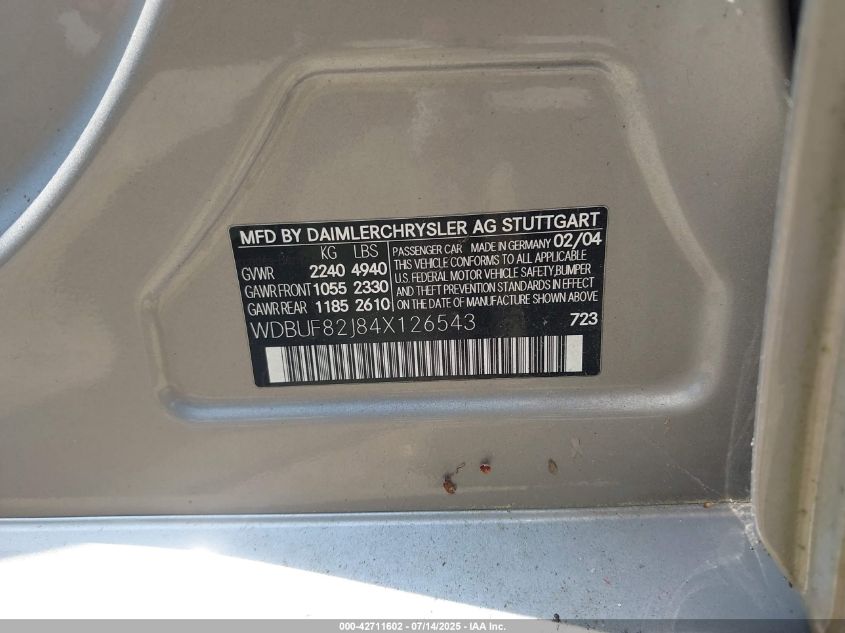 MFD BY DAIMLERCHRYSLER AG STUTTGART
KG LBS
GVWR 2240 4940
GAWR FRONT 1055 2330
GAWR REAR 1185 2610
PASSENGER CAR MADE IN GERMANY 02/04
THIS VEHICLE CONFORMS TO ALL APPLICABLE
U.S. FEDERAL MOTOR VEHICLE SAFETY,BUMPER
AND THEFT PREVENTION STANDARDS IN EFFECT
ON THE DATE OF MANUFACTURE SHOWN ABOVE
WDBUF82J84X126543
723
000-42711602 - 07/14/2025 - IAA Inc.